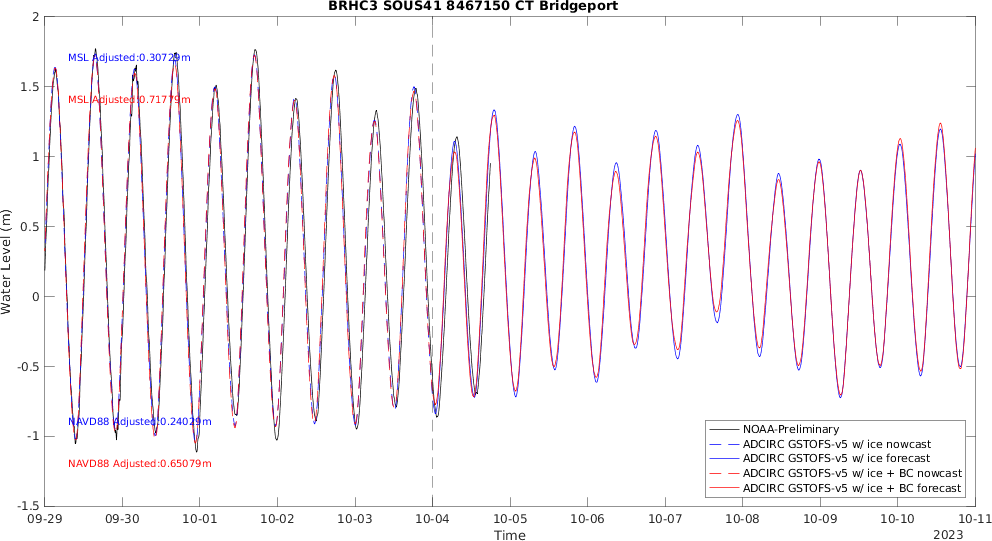 BRHC3 SOUS41 8467150 CT Bridgeport
2
1.5
1
0.5
0
-0.5
-1
-1.5
Water Level (m)
MSL Adjusted:0.30729m
MSL Adjusted:0.71779m
NAVD88 Adjusted:0.24029m
NAVD88 Adjusted:0.65079m
NOAA-Preliminary
ADCIRC GSTOFS-v5 w/ ice nowcast
ADCIRC GSTOFS-v5 w/ ice forecast
ADCIRC GSTOFS-v5 w/ ice + BC nowcast
ADCIRC GSTOFS-v5 w/ ice + BC forecast
09-29 09-30 10-01 10-02 10-03 10-04 10-05 10-06 10-07 10-08 10-09 10-10 10-11
Time
2023